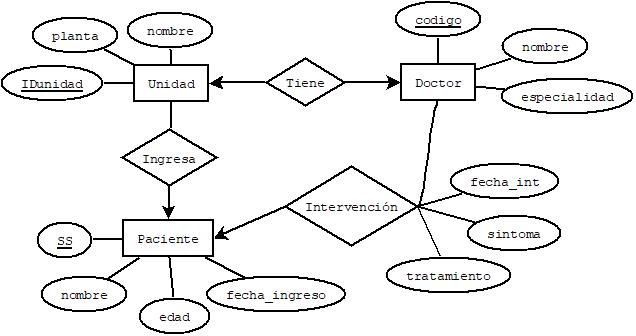 codigo
nombre
planta
nombre
IDunidad
Unidad
Tiene
Doctor
especialidad
Ingresa
fecha_int
Intervención
SS
Paciente
sintoma
tratamiento
nombre
fecha_ingreso
edad